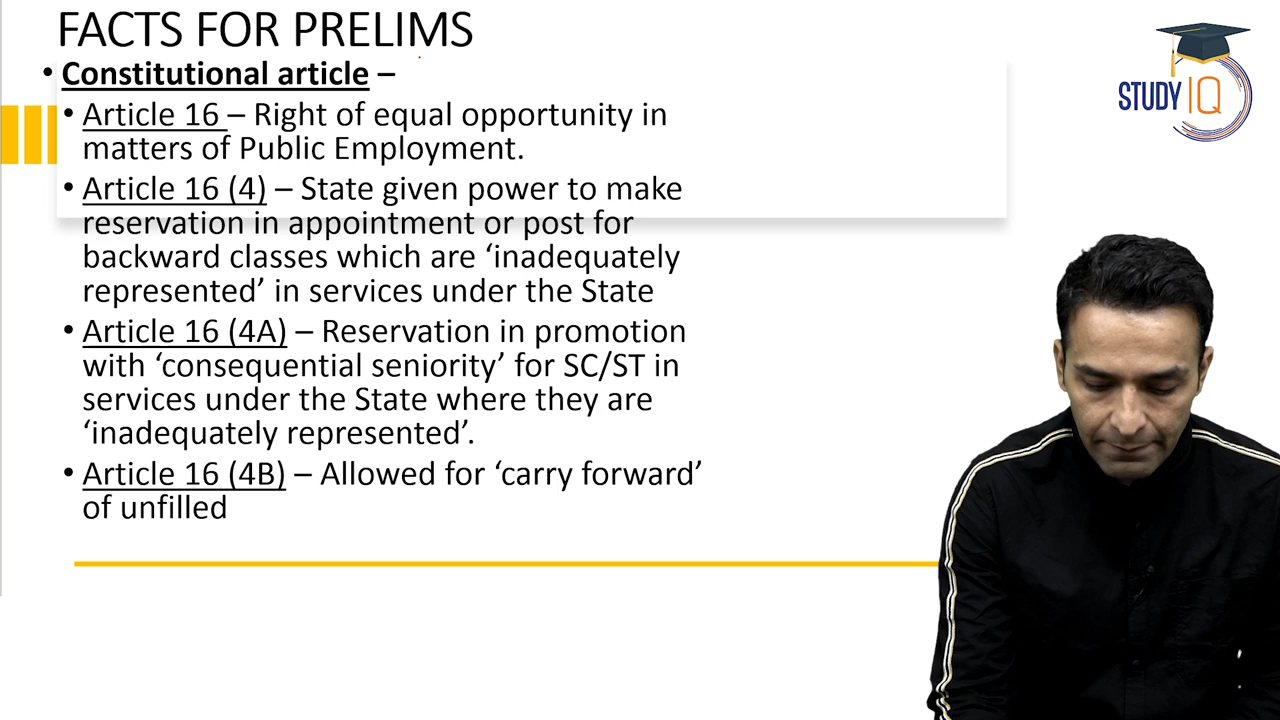 FACTS FOR PRELIMS
• Constitutional article –
• Article 16 – Right of equal opportunity in
matters of Public Employment.
• Article 16 (4) – State given power to make
reservation in appointment or post for
backward classes which are ‘inadequately
represented’ in services under the State
• Article 16 (4A) – Reservation in promotion
with ‘consequential seniority’ for SC/ST in
services under the State where they are
‘inadequately represented’.
• Article 16 (4B) – Allowed for ‘carry forward’
of unfilled
STUDY IQ